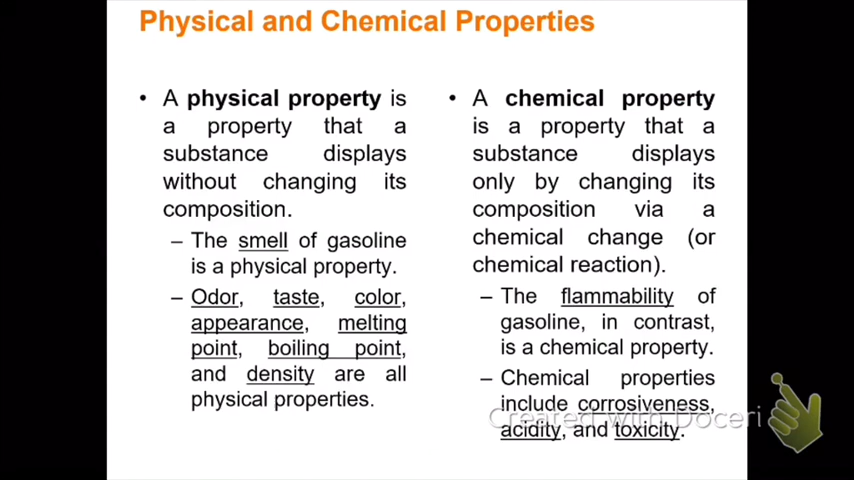 Physical and Chemical Properties
• A physical property is
a property that a
substance displays
without changing its
composition.
– The smell of gasoline
is a physical property.
– Odor, taste, color,
appearance, melting
point, boiling point,
and density are all
physical properties.
• A chemical property
is a property that a
substance displays
only by changing its
composition via a
chemical change (or
chemical reaction).
– The flammability of
gasoline, in contrast,
is a chemical property.
– Chemical properties
include corrosiveness,
acidity, and toxicity.
Created with Doceri